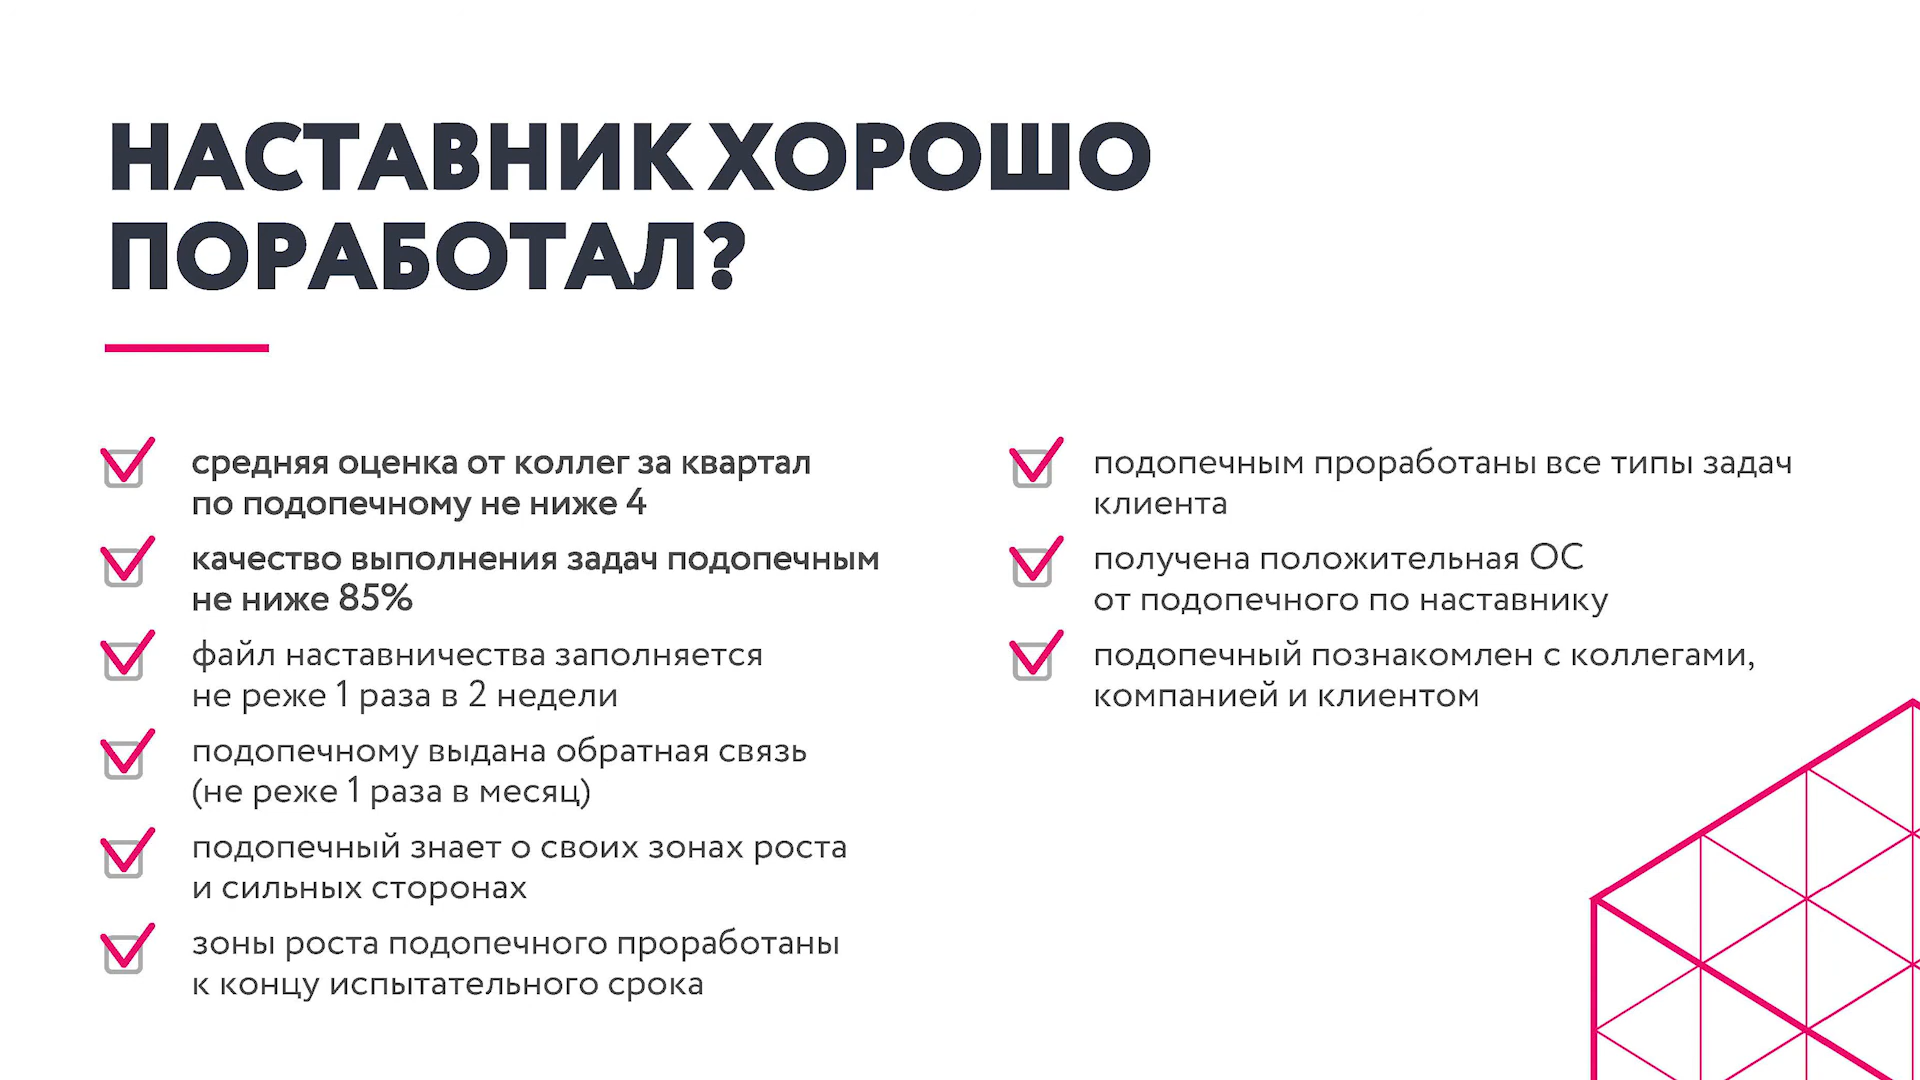 НАСТАВНИК ХОРОШО
ПОРАБОТАЛ?
средняя оценка от коллег за квартал
по подопечному не ниже 4
качество выполнения задач подопечным
не ниже 85%
файл наставничества заполняется
не реже 1 раза в 2 недели
подопечному выдана обратная связь
(не реже 1 раза в месяц)
подопечный знает о своих зонах роста
и сильных сторонах
зоны роста подопечного проработаны
к концу испытательного срока
подопечным проработаны все типы задач
клиента
получена положительная ОС
от подопечного по наставнику
подопечный познакомлен с коллегами,
компанией и клиентом